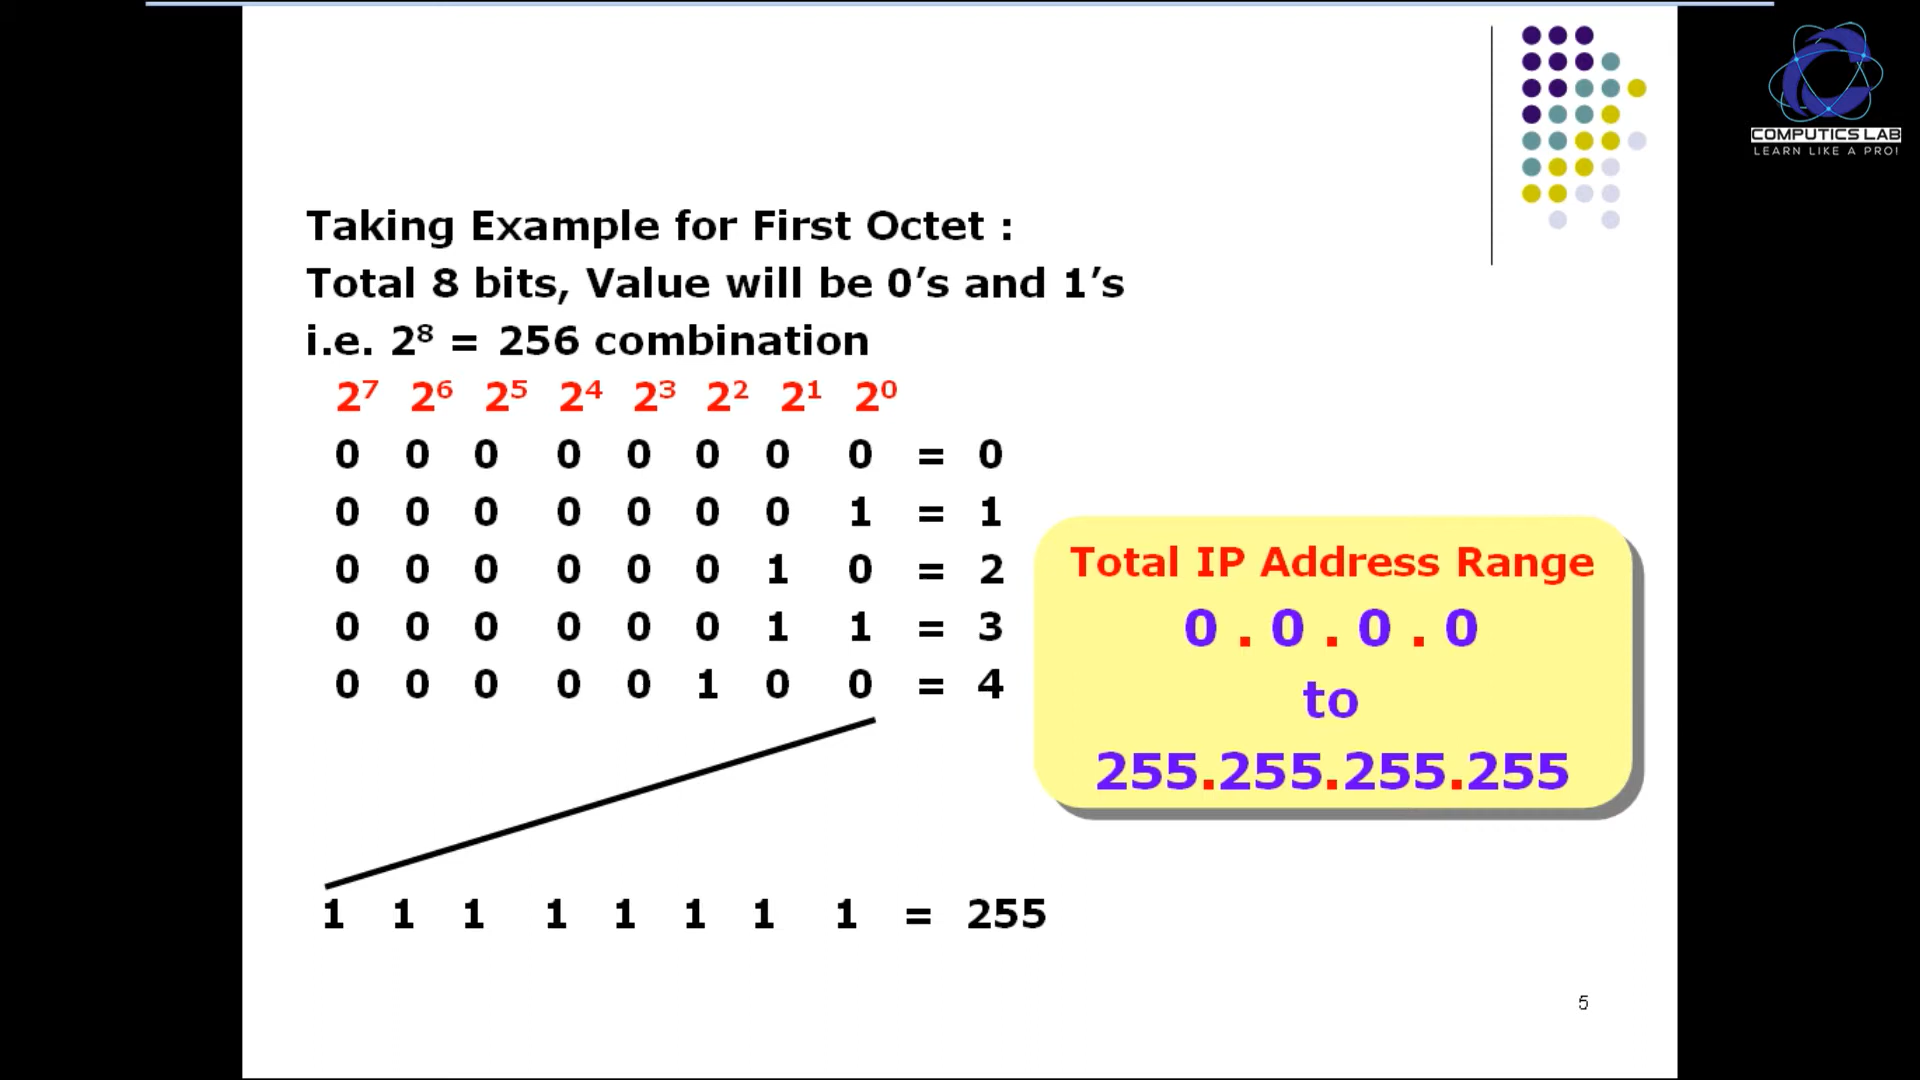 COMPUTICS LAB
LEARN LIKE A PRO!
Taking Example for First Octet :
Total 8 bits, Value will be 0’s and 1’s
i.e. 2⁸ = 256 combination
2⁷ 2⁶ 2⁵ 2⁴ 2³ 2² 2¹ 2⁰
0 0 0 0 0 0 0 0 = 0
0 0 0 0 0 0 0 1 = 1
0 0 0 0 0 0 1 0 = 2
0 0 0 0 0 0 1 1 = 3
0 0 0 0 0 1 0 0 = 4
1 1 1 1 1 1 1 1 = 255
Total IP Address Range
0 . 0 . 0 . 0
to
255.255.255.255
5